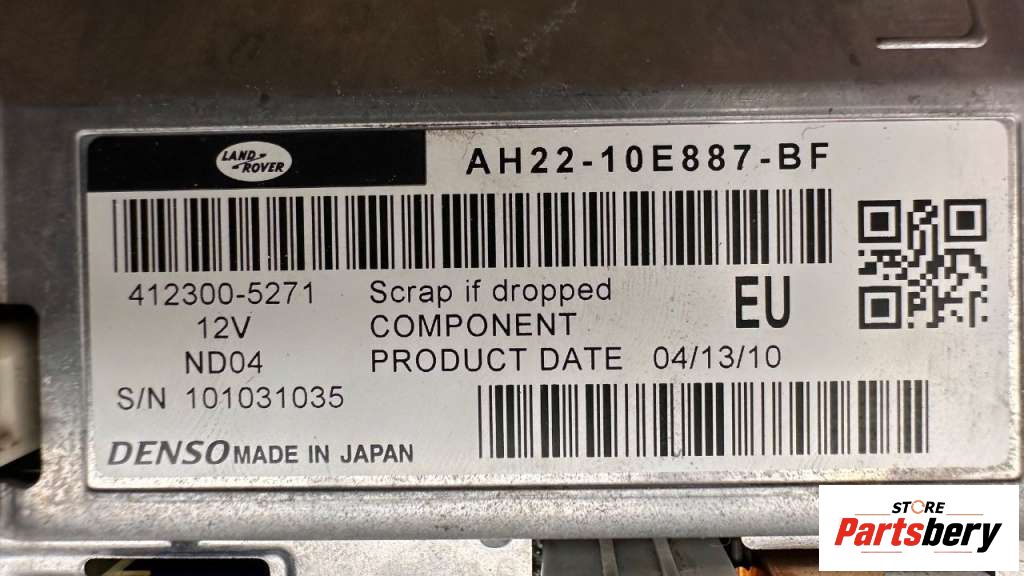 LAND ROVER
AH22-10E887-BF
412300-5271 Scrap if dropped EU
12V COMPONENT
ND04 PRODUCT DATE 04/13/10
S/N 101031035
DENSO MADE IN JAPAN
STORE
Partsbery